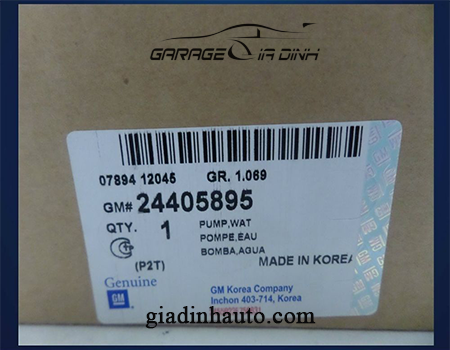 GARAGE GIA DINH
07894 12046 GR. 1.069
GM# 24405895
QTY. 1 PUMP,WAT
POMPE,EAU
BOMBA,AGUA
(P2T) MADE IN KOREA
Genuine
GM
GM Korea Company
Inchon 403-714, Korea
giadinhauto.com